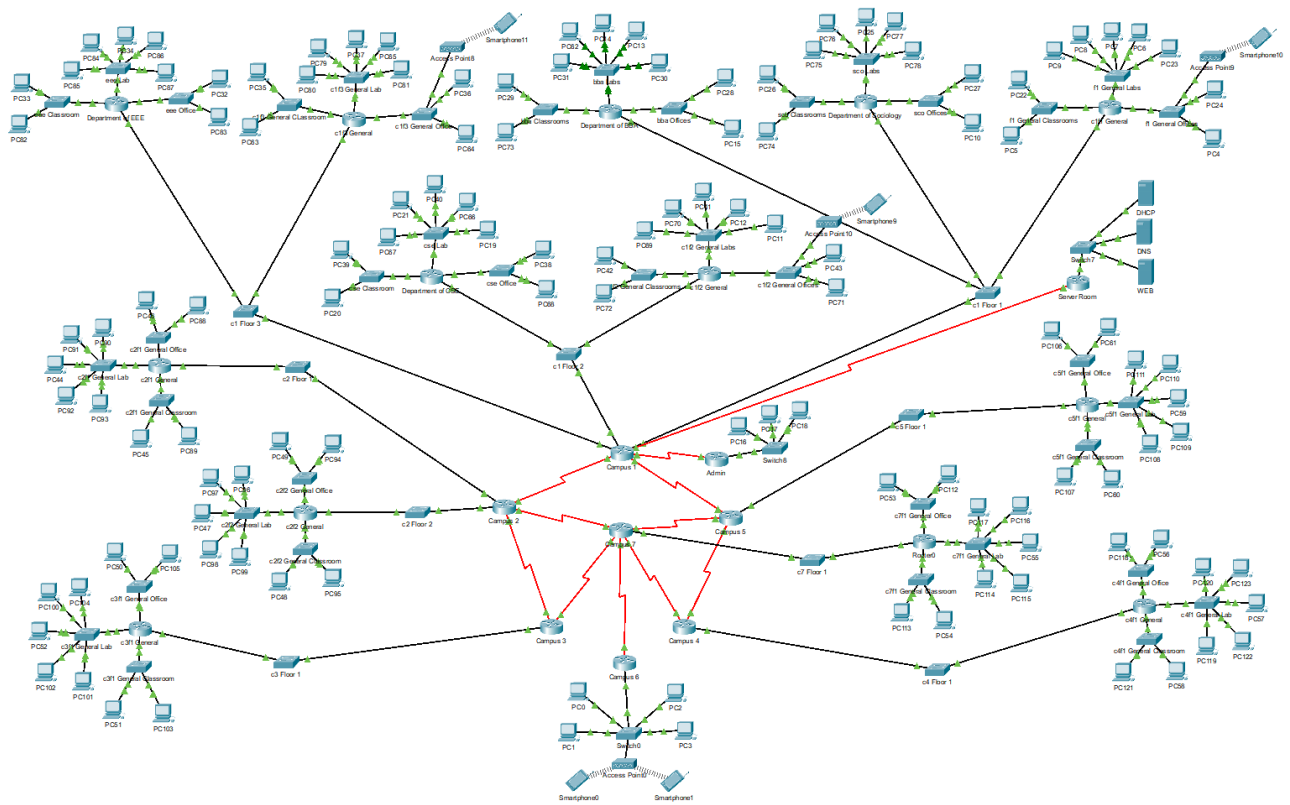 Smartphone11
Access Point8
PC84
PC86
PC85
PC87
eee Lab
PC33
PC32
eee Office
Department of EEE
PC82
PC83
PC79
PC85
PC35
PC80
c1f3 General Lab
PC81
PC36
c1f3 General Office
PC63
PC64
PC14
PC13
PC31
bba Labs
PC30
PC29
PC28
bba Classrooms
bba Offices
PC73
PC15
PC76
PC25
PC77
PC75
sco Labs
PC78
PC26
PC27
Department of Sociology
sco Offices
PC74
PC10
Smartphone10
Access Point9
PC8
PC6
PC9
PC23
f1 General Labs
PC22
PC24
f1 General Classrooms
c1f1 General
f1 General Offices
PC5
PC4
PC21
PC40
PC66
PC67
cse Lab
PC19
PC39
PC38
cse Classroom
cse Office
PC20
PC68
PC70
PC12
PC69
c1f2 General Labs
PC11
PC42
PC43
c1f2 General
c1f2 General Offices
PC72
PC71
Access Point10
Smartphone9
DHCP
Switch7
DNS
Server Room
WEB
c1 Floor 3
c1 Floor 2
c1 Floor 1
PC88
c2f1 General Office
PC91
PC90
PC44
c2f1 General Lab
c2f1 General
c2 Floor 1
PC92
PC93
c2f1 General Classroom
PC45
PC89
PC106
PC61
c5f1 General Office
PC111
PC110
PC59
c5f1 General Lab
c5f1 General
c5 Floor 1
PC108
PC109
c5f1 General Classroom
PC107
PC60
PC16
PC18
Switch8
Admin
Campus 1
PC49
PC94
c2f2 General Office
PC97
PC47
c2f2 General Lab
c2f2 General
c2 Floor 2
Campus 2
PC98
PC99
c2f2 General Classroom
PC48
PC95
Campus 7
Campus 5
PC53
PC112
c7f1 General Office
PC117
PC116
PC55
c7f1 General Lab
Router0
c7 Floor 1
PC114
PC115
c7f1 General Classroom
PC113
PC54
PC50
PC105
c3f1 General Office
PC100
PC104
PC52
c3f1 General Lab
c3f1 General
c3 Floor 1
PC102
PC101
c3f1 General Classroom
PC51
PC103
Campus 3
Campus 4
PC118
PC56
c4f1 General Office
PC120
PC123
PC57
c4f1 General Lab
c4f1 General
c4 Floor 1
PC119
PC122
c4f1 General Classroom
PC121
PC58
Campus 6
PC0
PC2
PC1
Switch0
PC3
Smartphone0
Smartphone1